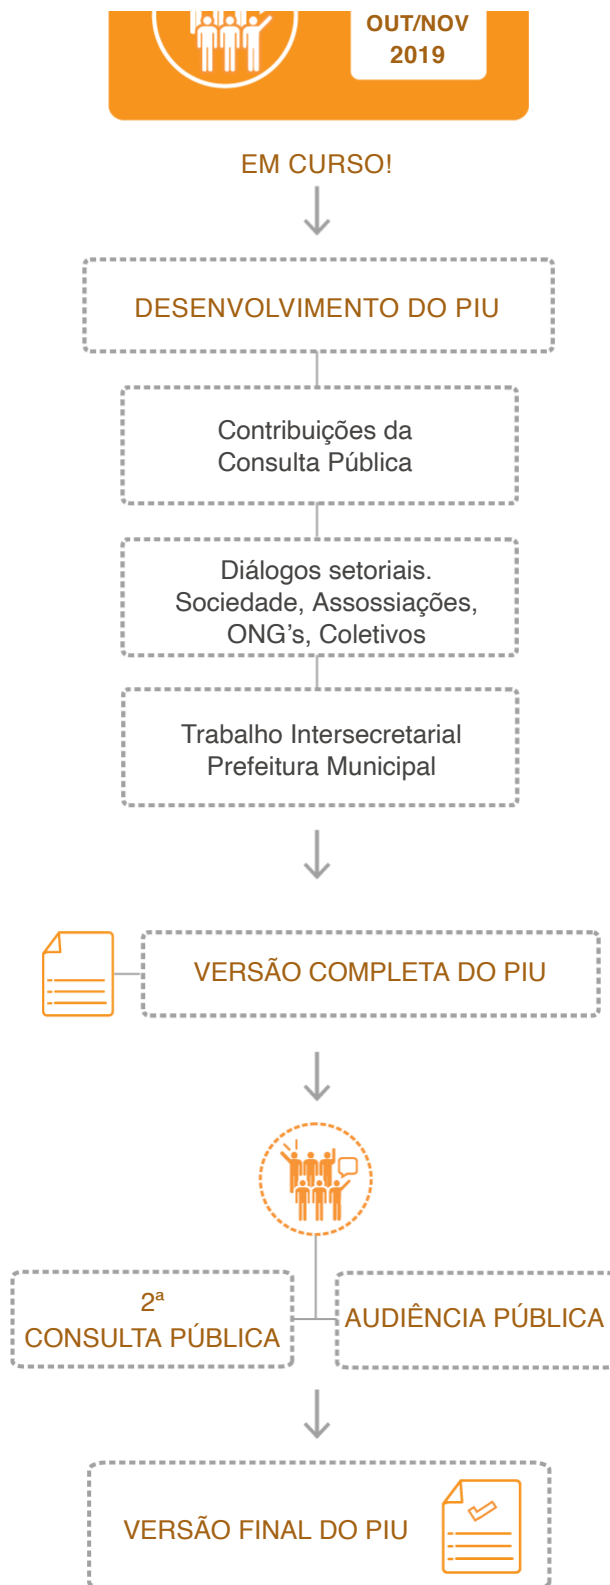 OUT/NOV
2019
EM CURSO!
DESENVOLVIMENTO DO PIU
Contribuições da
Consulta Pública
Diálogos setoriais.
Sociedade, Assossiações,
ONG’s, Coletivos
Trabalho Intersecretarial
Prefeitura Municipal
VERSÃO COMPLETA DO PIU
2ª
CONSULTA PÚBLICA
AUDIÊNCIA PÚBLICA
VERSÃO FINAL DO PIU